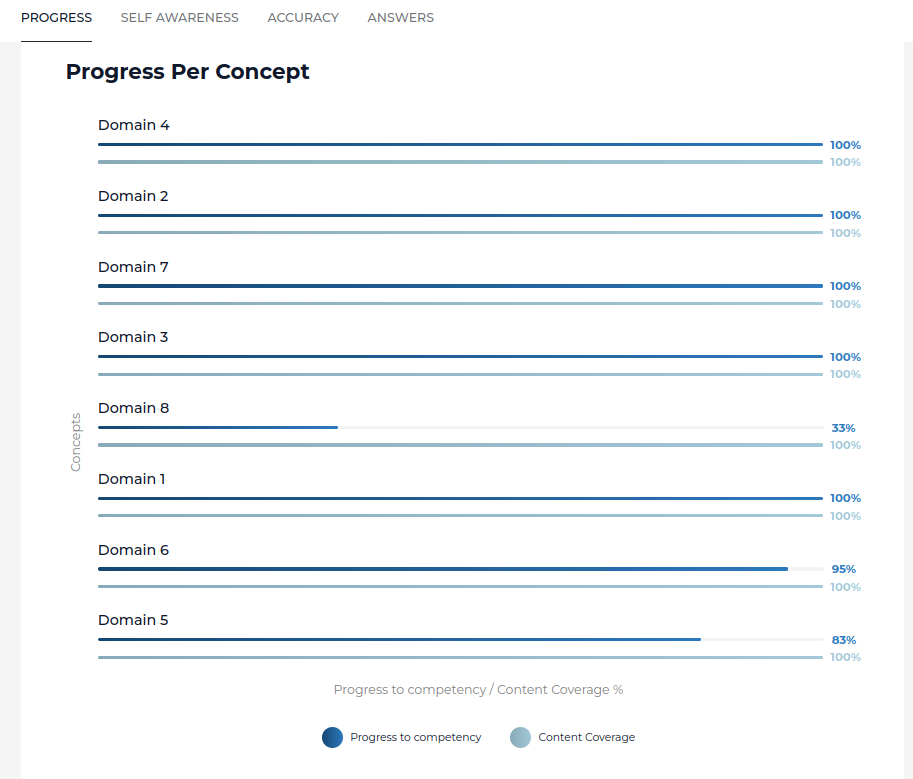 PROGRESS SELF AWARENESS ACCURACY ANSWERS
Progress Per Concept
Domain 4
100%
100%
Domain 2
100%
100%
Domain 7
100%
100%
Domain 3
100%
100%
Concepts
Domain 8
33%
100%
Domain 1
100%
100%
Domain 6
95%
100%
Domain 5
83%
100%
Progress to competency / Content Coverage %
Progress to competency Content Coverage